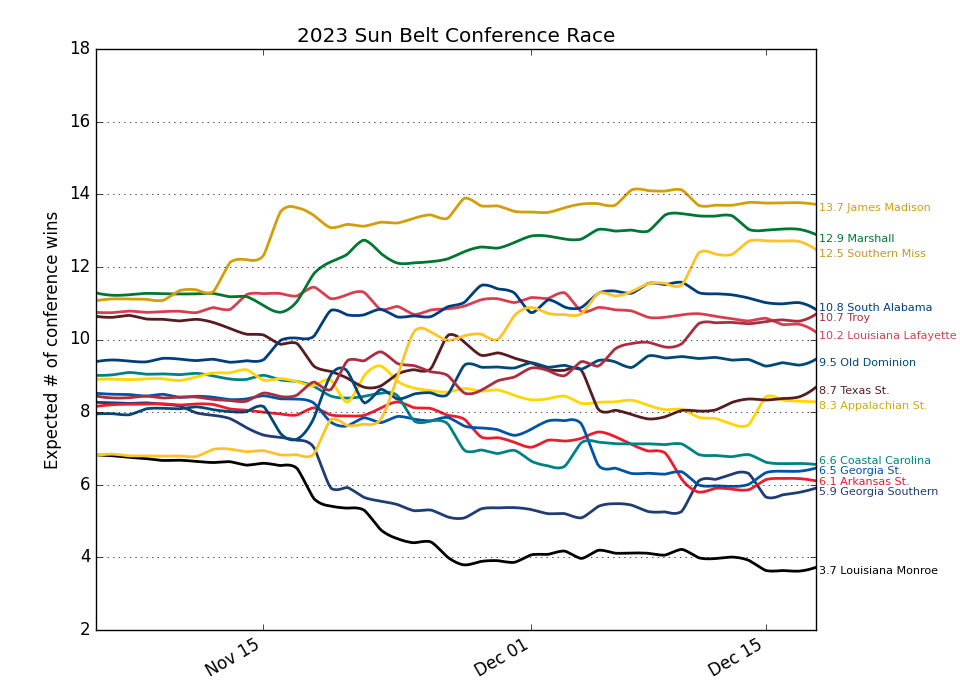 2023 Sun Belt Conference Race
Expected # of conference wins
18
16
14
12
10
8
6
4
2
Nov 15
Dec 01
Dec 15
13.7 James Madison
12.9 Marshall
12.5 Southern Miss
10.8 South Alabama
10.7 Troy
10.2 Louisiana Lafayette
9.5 Old Dominion
8.7 Texas St.
8.3 Appalachian St.
6.6 Coastal Carolina
6.5 Georgia St.
6.1 Arkansas St.
5.9 Georgia Southern
3.7 Louisiana Monroe